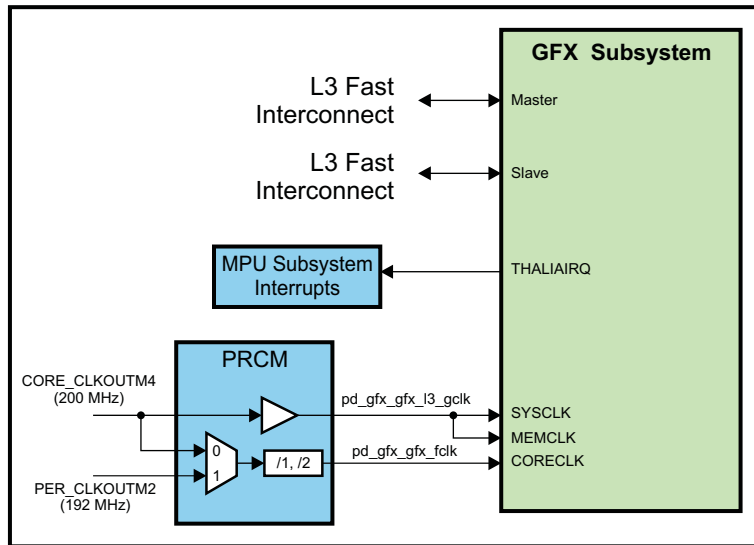 GFX Subsystem
L3 Fast
Interconnect
Master
L3 Fast
Interconnect
Slave
MPU Subsystem
Interrupts
THALIAIRQ
PRCM
CORE_CLKOUTM4
(200 MHz)
pd_gfx_gfx_l3_gclk
SYSCLK
MEMCLK
0
1
/1, /2
pd_gfx_gfx_fclk
CORECLK
PER_CLKOUTM2
(192 MHz)